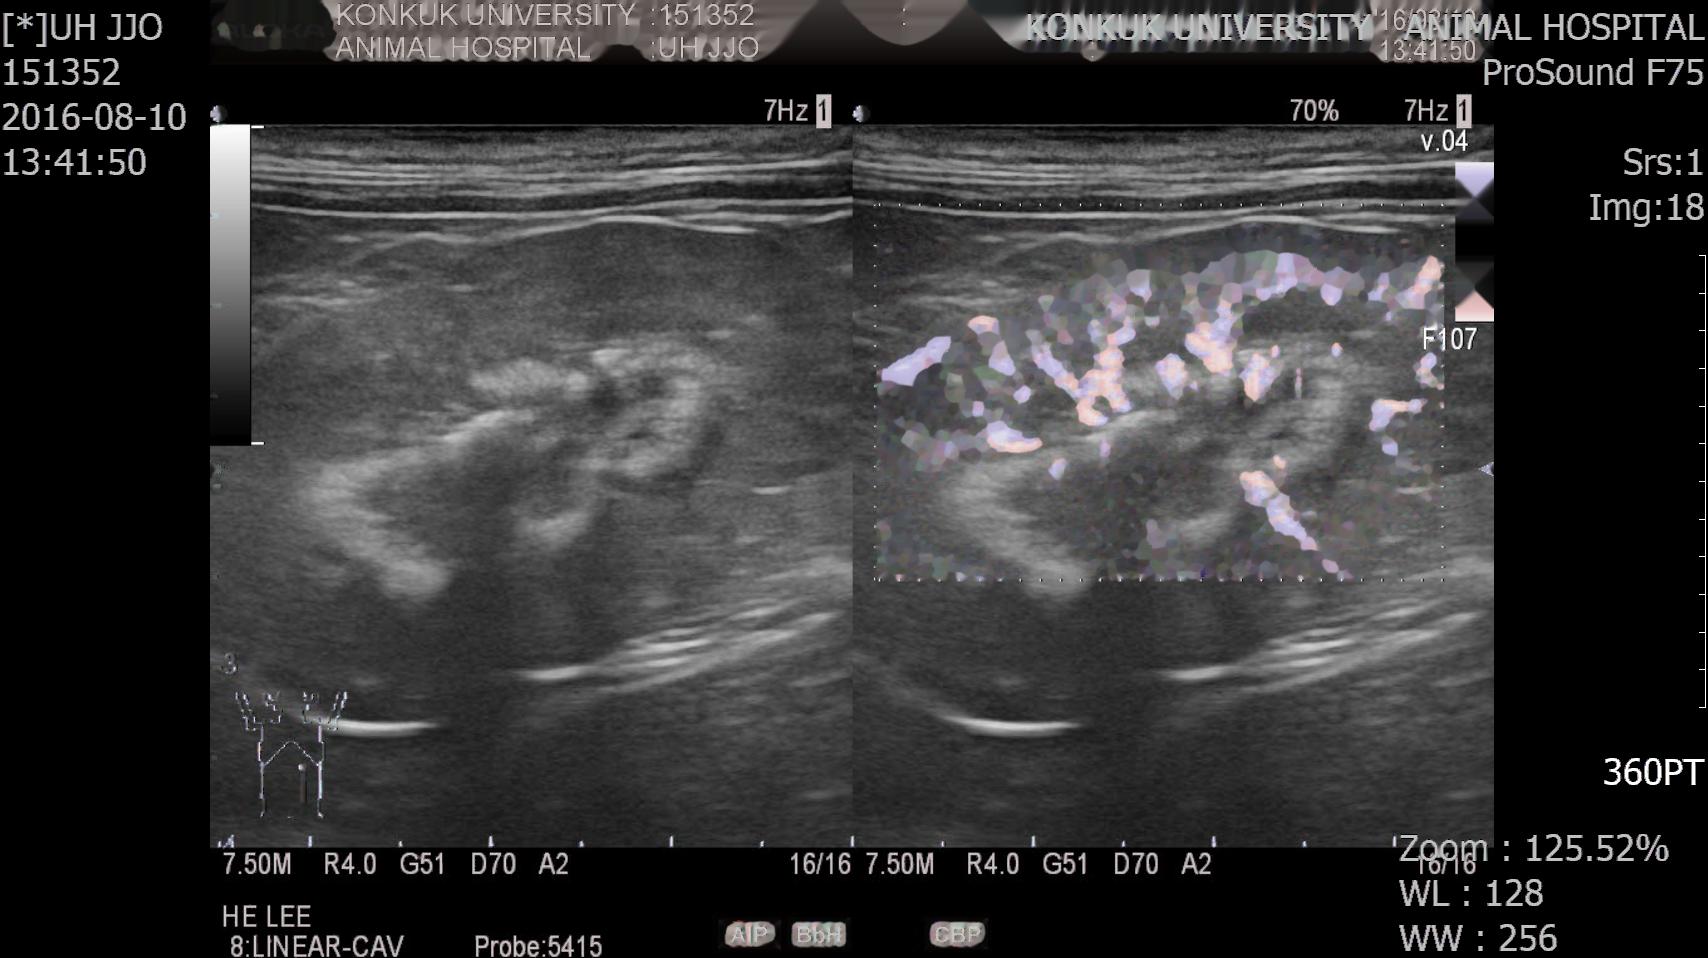 [*]UH JJO
151352
2016-08-10
13:41:50
KONKUK UNIVERSITY :151352
ANIMAL HOSPITAL :UH JJO
KONKUK UNIVERSITY ANIMAL HOSPITAL
13:41:50
ProSound F75
Srs:1
Img:18
7Hz 1
70% 7Hz 1
v.04
F107
3
4
360PT
7.50M R4.0 G51 D70 A2 16/16
7.50M R4.0 G51 D70 A2 16/16
Zoom : 125.52%
WL : 128
WW : 256
HE LEE
8:LINEAR-CAV Probe:5415
AIP BbH CBP